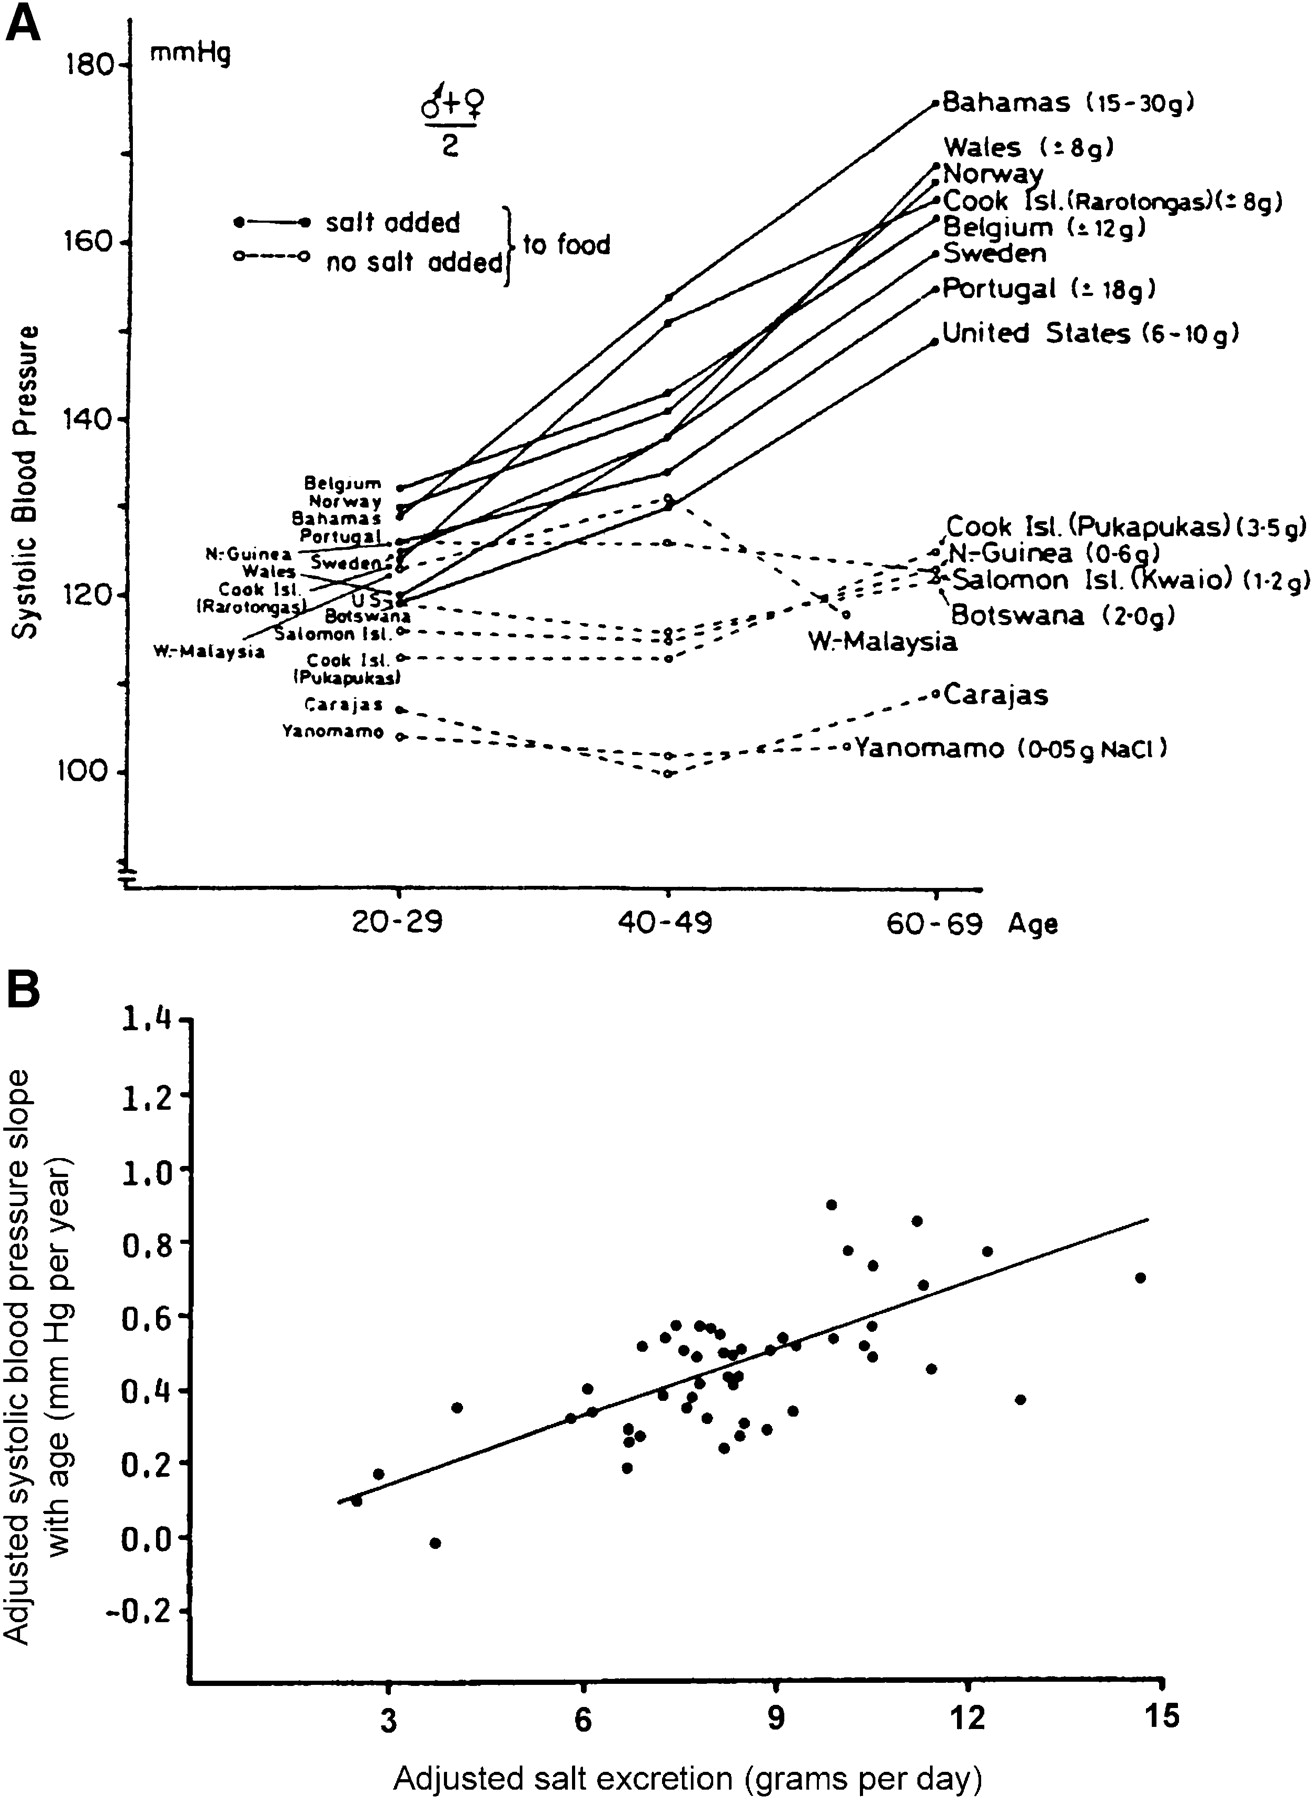 A
mmHg
180
160
140
120
100
Systolic Blood Pressure
♂+♀
2
salt added
no salt added
to food
Bahamas (15-30g)
Wales (±8g)
Norway
Cook Isl.(Rarotongas)(±8g)
Belgium (±12g)
Sweden
Portugal (±18g)
United States (6-10g)
Belgium
Norway
Bahamas
Portugal
N.-Guinea
Sweden
Wales
Cook Isl.
(Rarotongas)
U S
Botswana
Salomon Isl.
W.-Malaysia
Cook Isl.
(Pukapukas)
Carajas
Yanomamo
Cook Isl.(Pukapukas)(3·5g)
N.-Guinea (0·6g)
Salomon Isl.(Kwaio) (1·2g)
Botswana (2·0g)
W.-Malaysia
Carajas
Yanomamo (0·05g NaCl)
20-29
40-49
60-69
Age
B
1.4
1.2
1.0
0.8
0.6
0.4
0.2
0.0
-0.2
Adjusted systolic blood pressure slope
with age (mm Hg per year)
3
6
9
12
15
Adjusted salt excretion (grams per day)